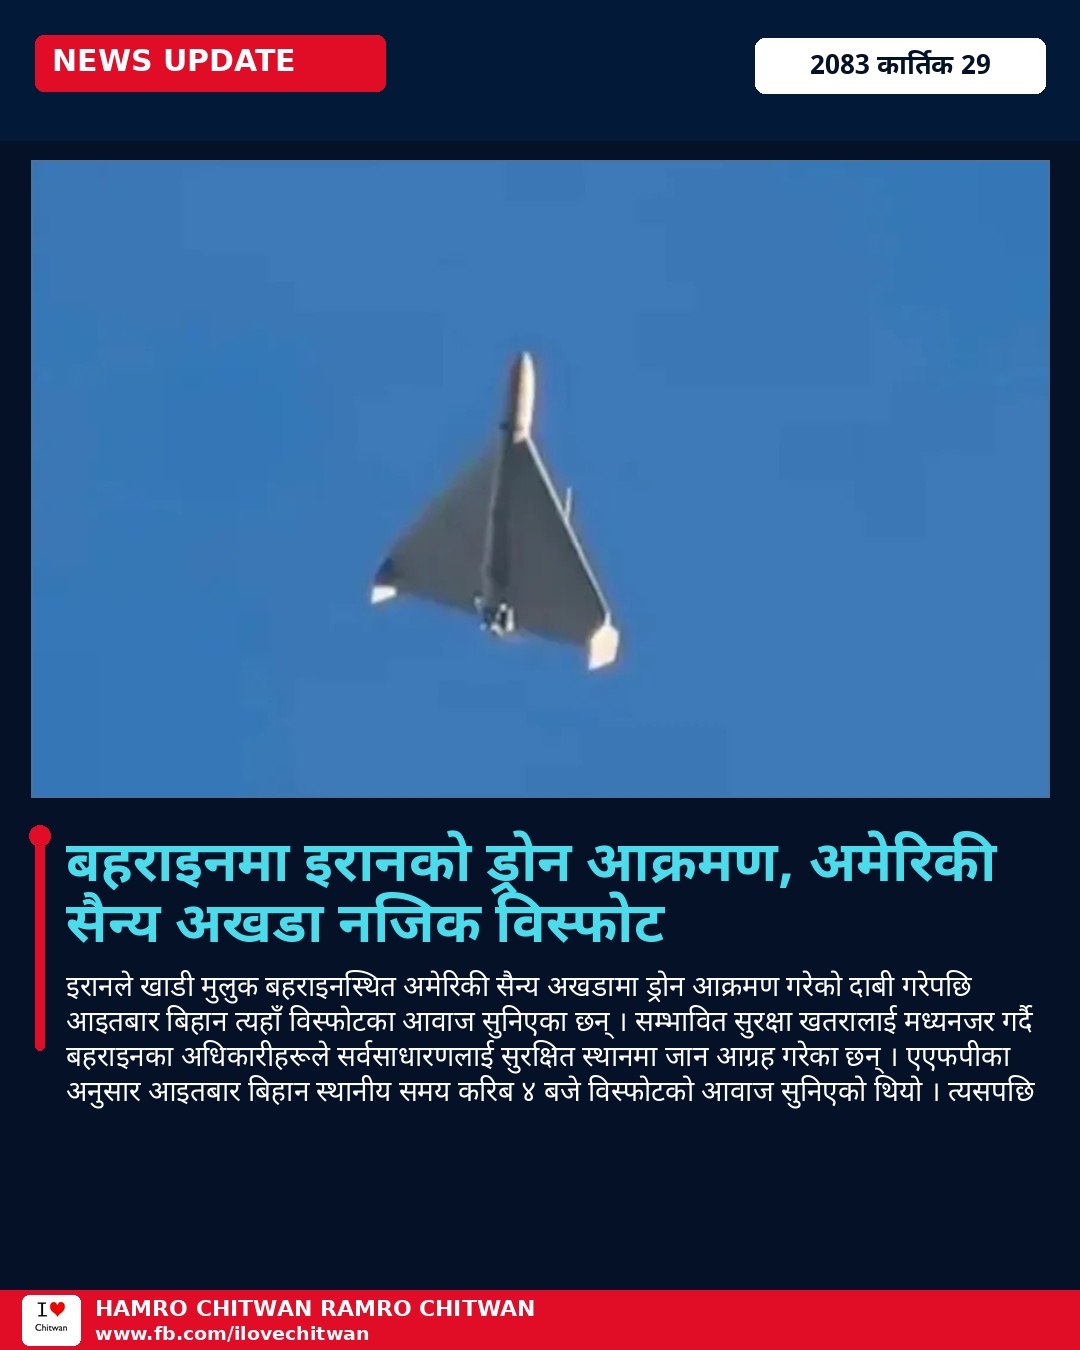 NEWS UPDATE
2083 कार्तिक 29
बहराइनमा इरानको ड्रोन आक्रमण, अमेरिकी
सैन्य अखडा नजिक विस्फोट
इरानले खाडी मुलुक बहराइनस्थित अमेरिकी सैन्य अखडामा ड्रोन आक्रमण गरेको दाबी गरेपछि
आइतबार बिहान त्यहाँ विस्फोटका आवाज सुनिएका छन् । सम्भावित सुरक्षा खतरालाई मध्यनजर गर्दै
बहराइनका अधिकारीहरूले सर्वसाधारणलाई सुरक्षित स्थानमा जान आग्रह गरेका छन् । एएफपीका
अनुसार आइतबार बिहान स्थानीय समय करिब ४ बजे विस्फोटको आवाज सुनिएको थियो । त्यसपछि
I❤
Chitwan
HAMRO CHITWAN RAMRO CHITWAN
www.fb.com/ilovechitwan